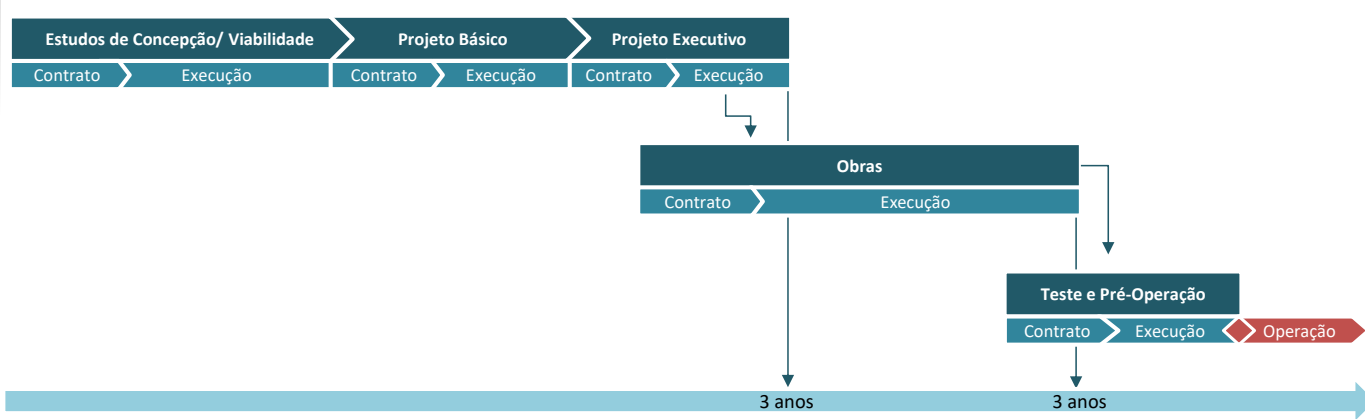 Estudos de Concepção/ Viabilidade
Projeto Básico
Projeto Executivo
Contrato
Execução
Contrato
Execução
Contrato
Execução
Obras
Contrato
Execução
Teste e Pré-Operação
Contrato
Execução
Operação
3 anos
3 anos